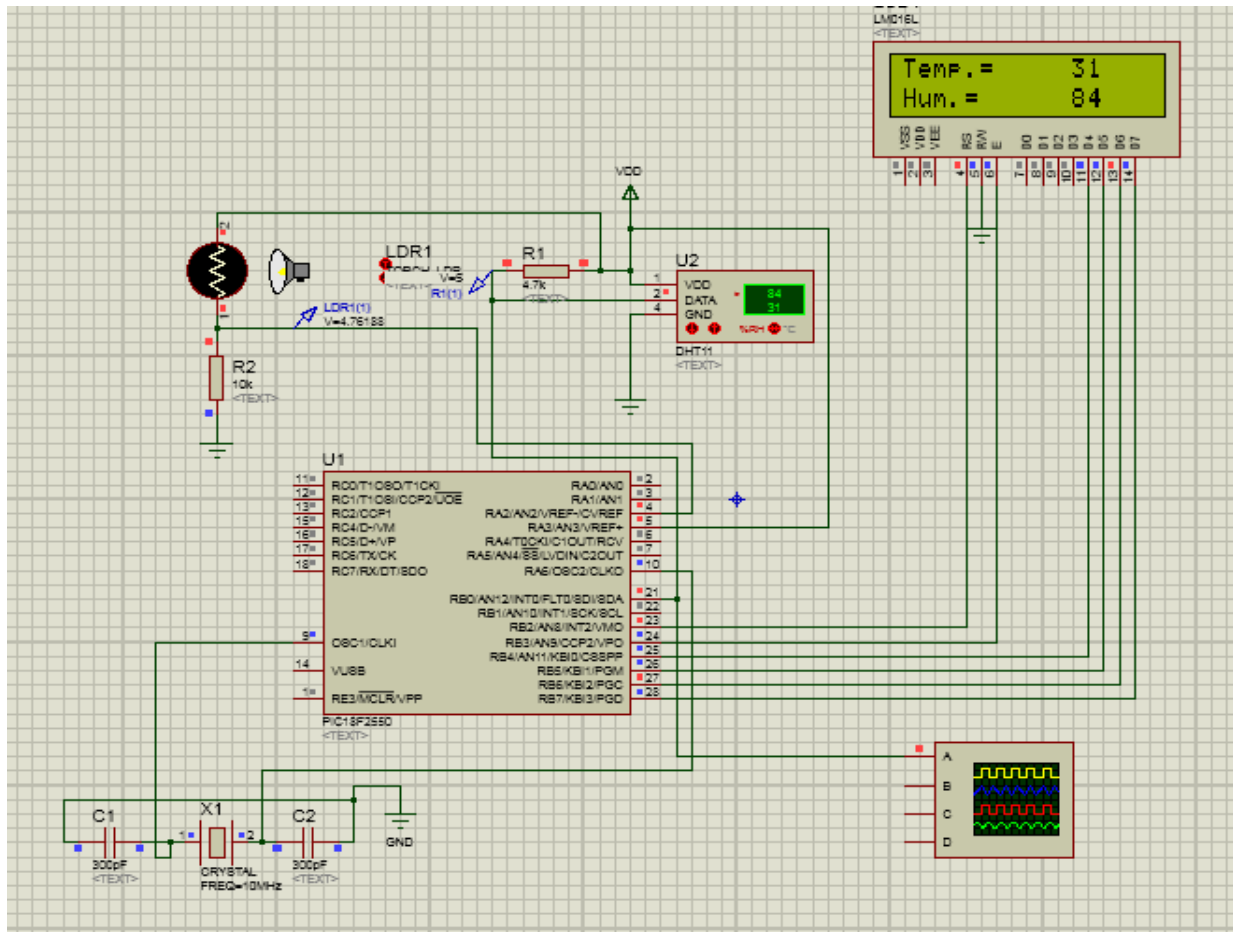 LM016L
<TEXT>
Temp.= 31
Hum.= 84
VSS VDD VEE RS RW E D0 D1 D2 D3 D4 D5 D6 D7
1 2 3 4 5 6 7 8 9 10 11 12 13 14
VDD
2
LDR1
V=5
R1(1)
R1
4.7k
<TEXT>
U2
1 VDD
2 DATA
4 GND
84
31
%RH °C
DHT11
<TEXT>
LDR1(1)
V=4.76188
1
R2
10k
<TEXT>
U1
11 RC0/T1OSO/T1CKI RA0/AN0 2
12 RC1/T1OSI/CCP2/UOE RA1/AN1 3
13 RC2/CCP1 RA2/AN2/VREF-/CVREF 4
15 RC4/D-/VM RA3/AN3/VREF+ 5
16 RC5/D+/VP RA4/T0CKI/C1OUT/RCV 6
17 RC6/TX/CK RA5/AN4/SS/LVDIN/C2OUT 7
18 RC7/RX/DT/SDO RA6/OSC2/CLKO 10
RB0/AN12/INT0/FLT0/SDI/SDA 21
RB1/AN10/INT1/SCK/SCL 22
RB2/AN8/INT2/VMO 23
9 OSC1/CLKI RB3/AN9/CCP2/VPO 24
RB4/AN11/KBI0/CSSPP 25
14 VUSB RB5/KBI1/PGM 26
RB6/KBI2/PGC 27
1 RE3/MCLR/VPP RB7/KBI3/PGD 28
PIC18F2550
<TEXT>
A
B
C
D
C1
300pF
<TEXT>
X1
1 2
CRYSTAL
FREQ=10MHz
C2
300pF
<TEXT>
GND